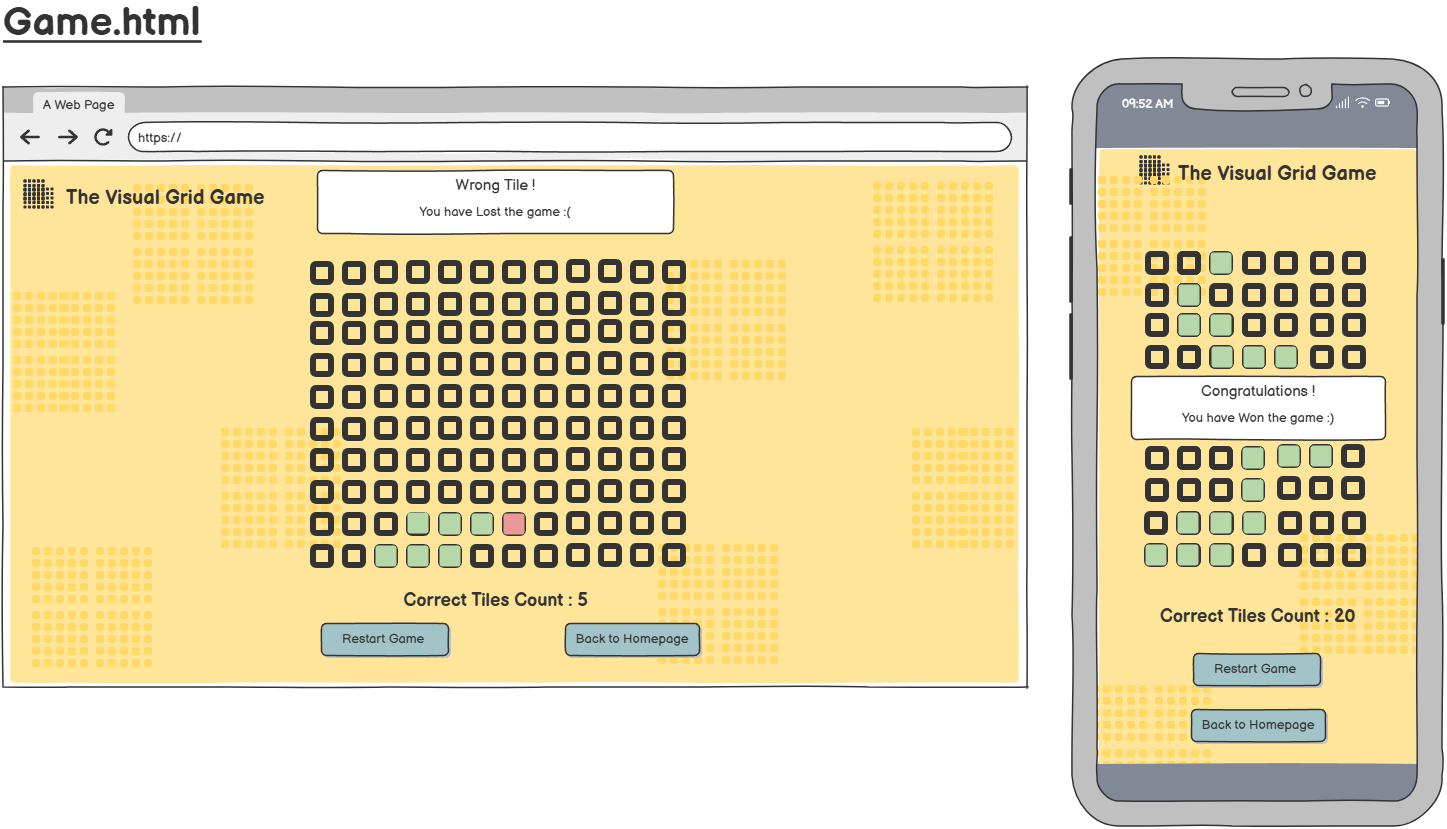 Game.html
A Web Page
https://
The Visual Grid Game
Wrong Tile !
You have Lost the game :(
Correct Tiles Count : 5
Restart Game
Back to Homepage
09:52 AM
The Visual Grid Game
Congratulations !
You have Won the game :)
Correct Tiles Count : 20
Restart Game
Back to Homepage